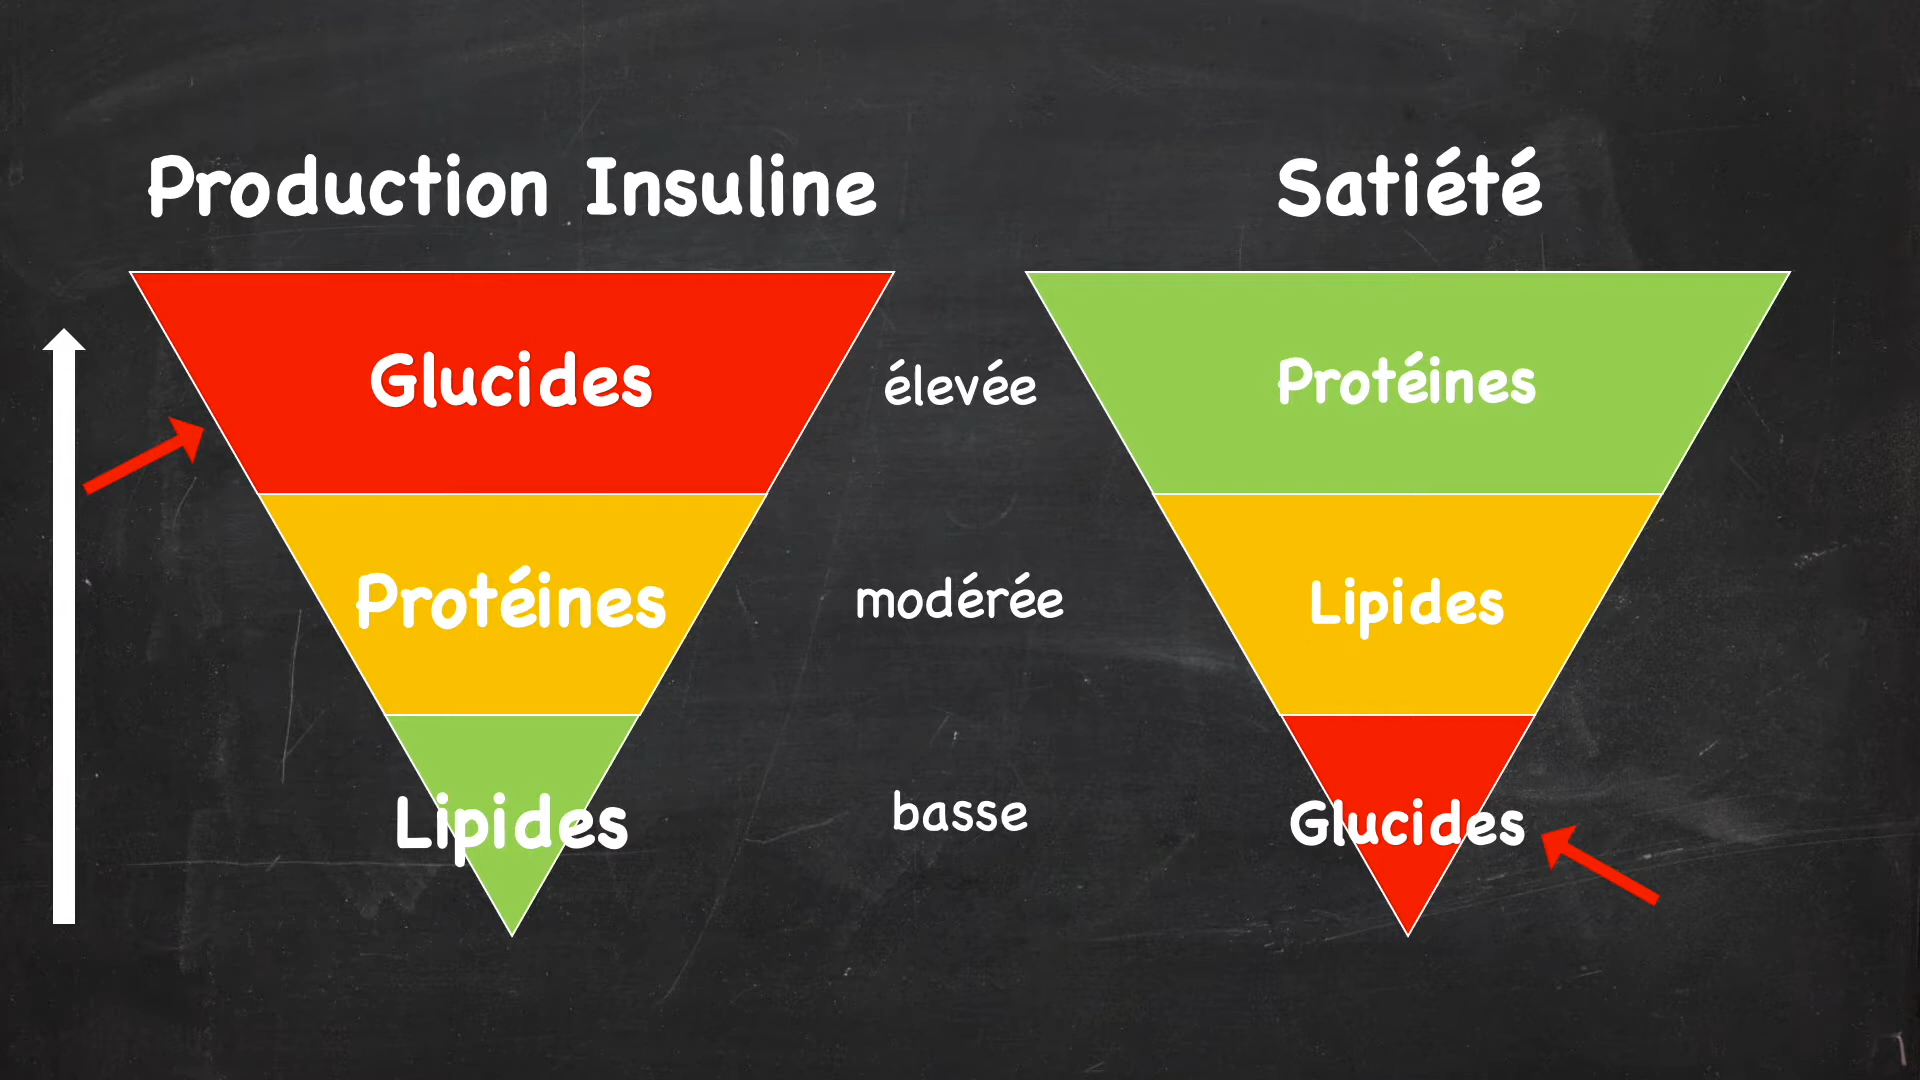 Production Insuline
Satiété
Glucides
élevée
Protéines
Protéines
modérée
Lipides
Lipides
basse
Glucides